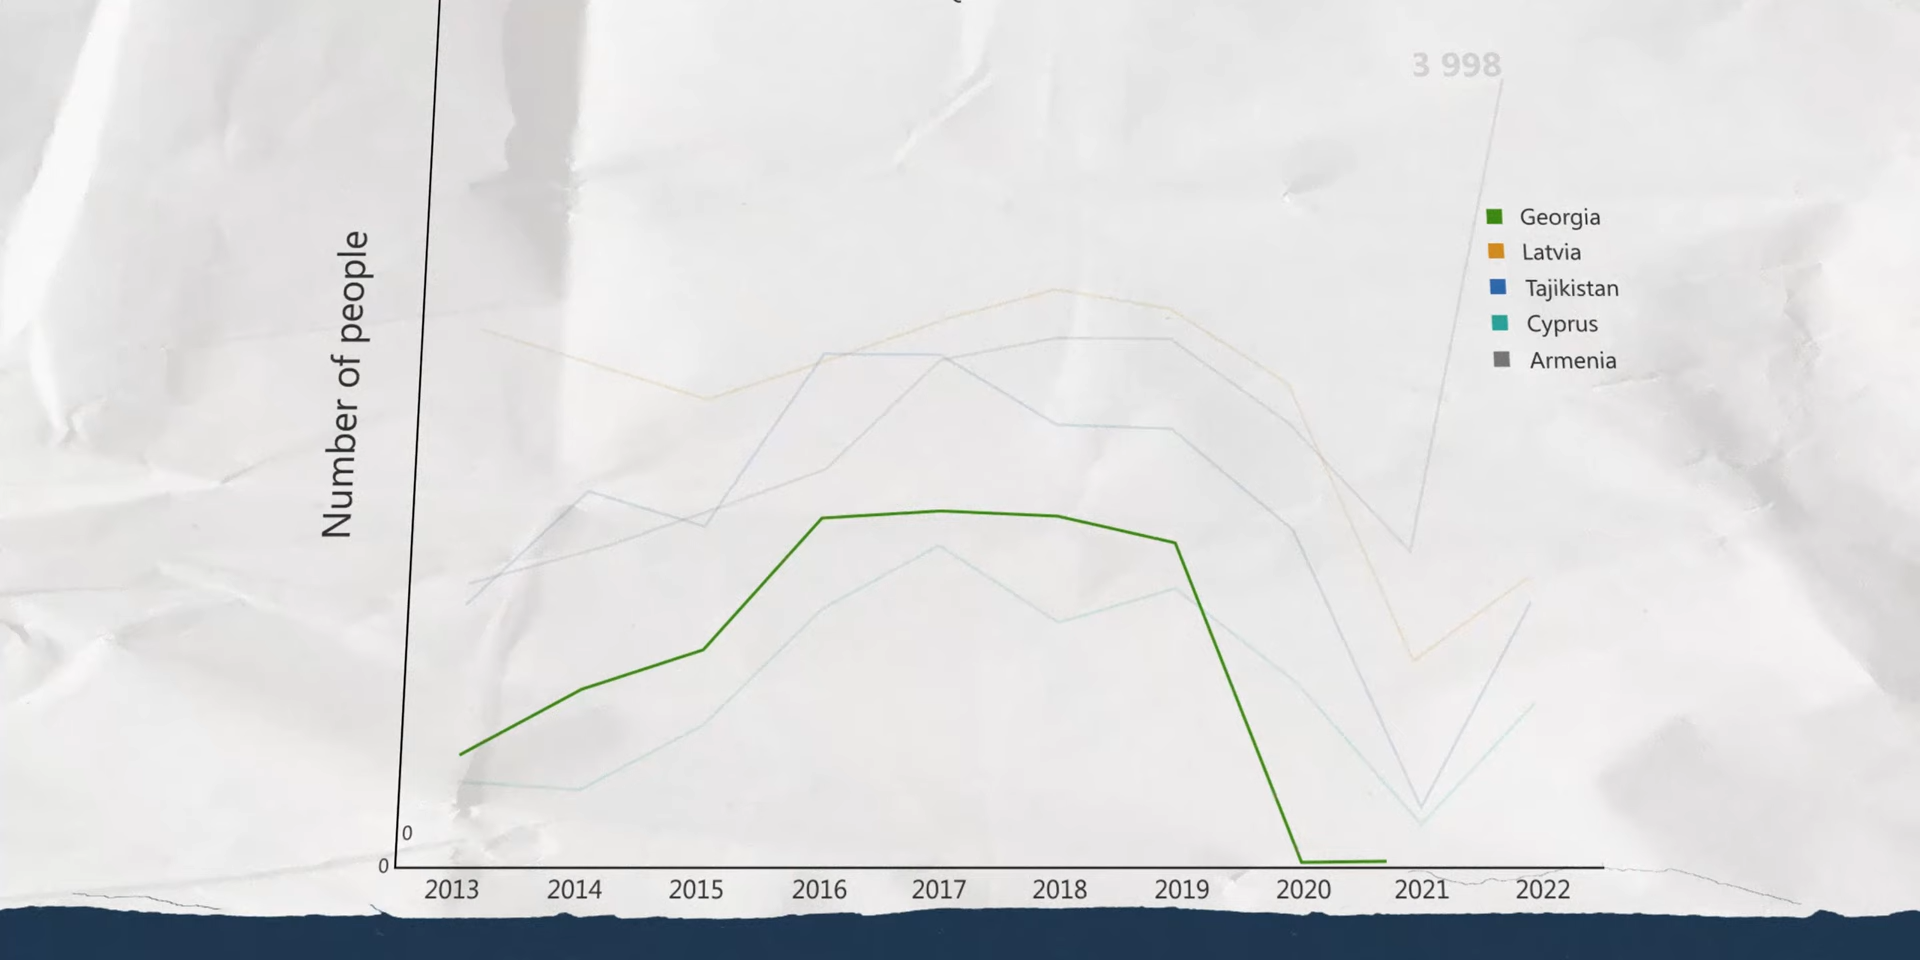 3 998
Number of people
Georgia
Latvia
Tajikistan
Cyprus
Armenia
0
0
2013 2014 2015 2016 2017 2018 2019 2020 2021 2022